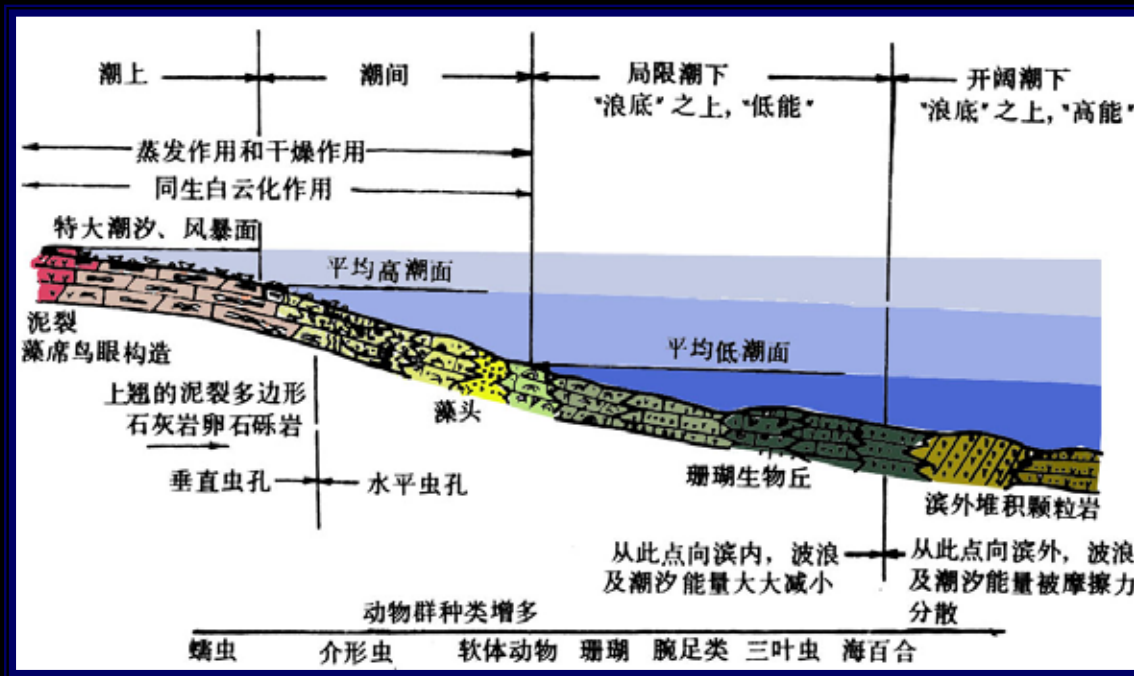 潮上
潮间
局限潮下
"浪底"之上，"低能"
开阔潮下
"浪底"之上，"高能"
蒸发作用和干燥作用
同生白云化作用
特大潮汐、风暴面
平均高潮面
平均低潮面
泥裂
藻席鸟眼构造
上翘的泥裂多边形
石灰岩卵石砾岩
藻头
垂直虫孔
水平虫孔
珊瑚生物丘
滨外堆积颗粒岩
从此点向滨内，波浪
及潮汐能量大大减小
从此点向滨外，波浪
及潮汐能量被摩擦力
分散
动物群种类增多
蠕虫 介形虫 软体动物 珊瑚 腕足类 三叶虫 海百合